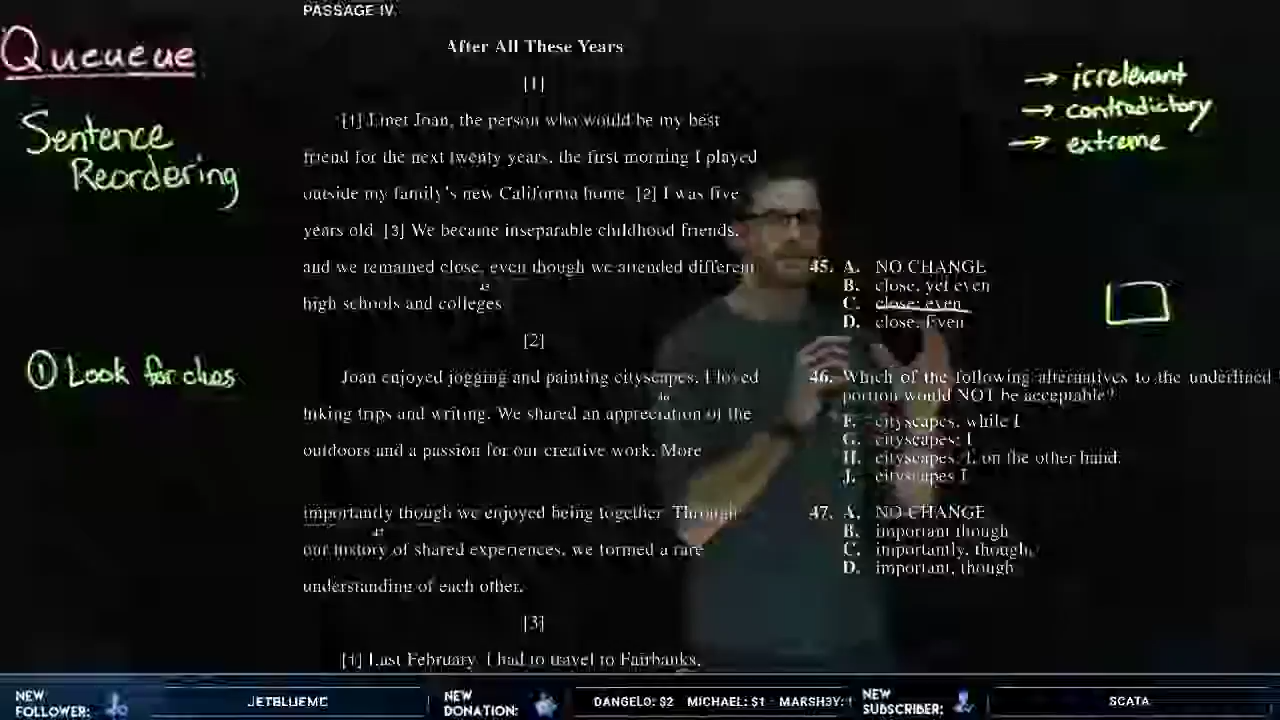 PASSAGE IV.
Queueue
Sentence
Reordering
① Look for clues
→ irrelevant
→ contradictory
→ extreme
After All These Years
[1]
[1] I met Joan, the person who would be my best
friend for the next twenty years, the first morning I played
outside my family's new California home. [2] I was five
years old. [3] We became inseparable childhood friends,
and we remained close, even though we attended different
45
high schools and colleges.
[2]
Joan enjoyed jogging and painting cityscapes. I loved
46
hiking trips and writing. We shared an appreciation of the
outdoors and a passion for our creative work. More
importantly though we enjoyed being together. Through
47
our history of shared experiences, we formed a rare
understanding of each other.
[3]
[1] Last February, I had to travel to Fairbanks,
45. A. NO CHANGE
B. close, yet even
C. close; even
D. close. Even
46. Which of the following alternatives to the underlined
portion would NOT be acceptable?
F. cityscapes, while I
G. cityscapes; I
H. cityscapes. I, on the other hand,
J. cityscapes I
47. A. NO CHANGE
B. important though
C. importantly, though,
D. important, though
NEW
FOLLOWER:
JETBLUEME
NEW
DONATION:
DANGELO: $2 MICHAEL: $1 - MARSH3Y:
NEW
SUBSCRIBER:
SCATA